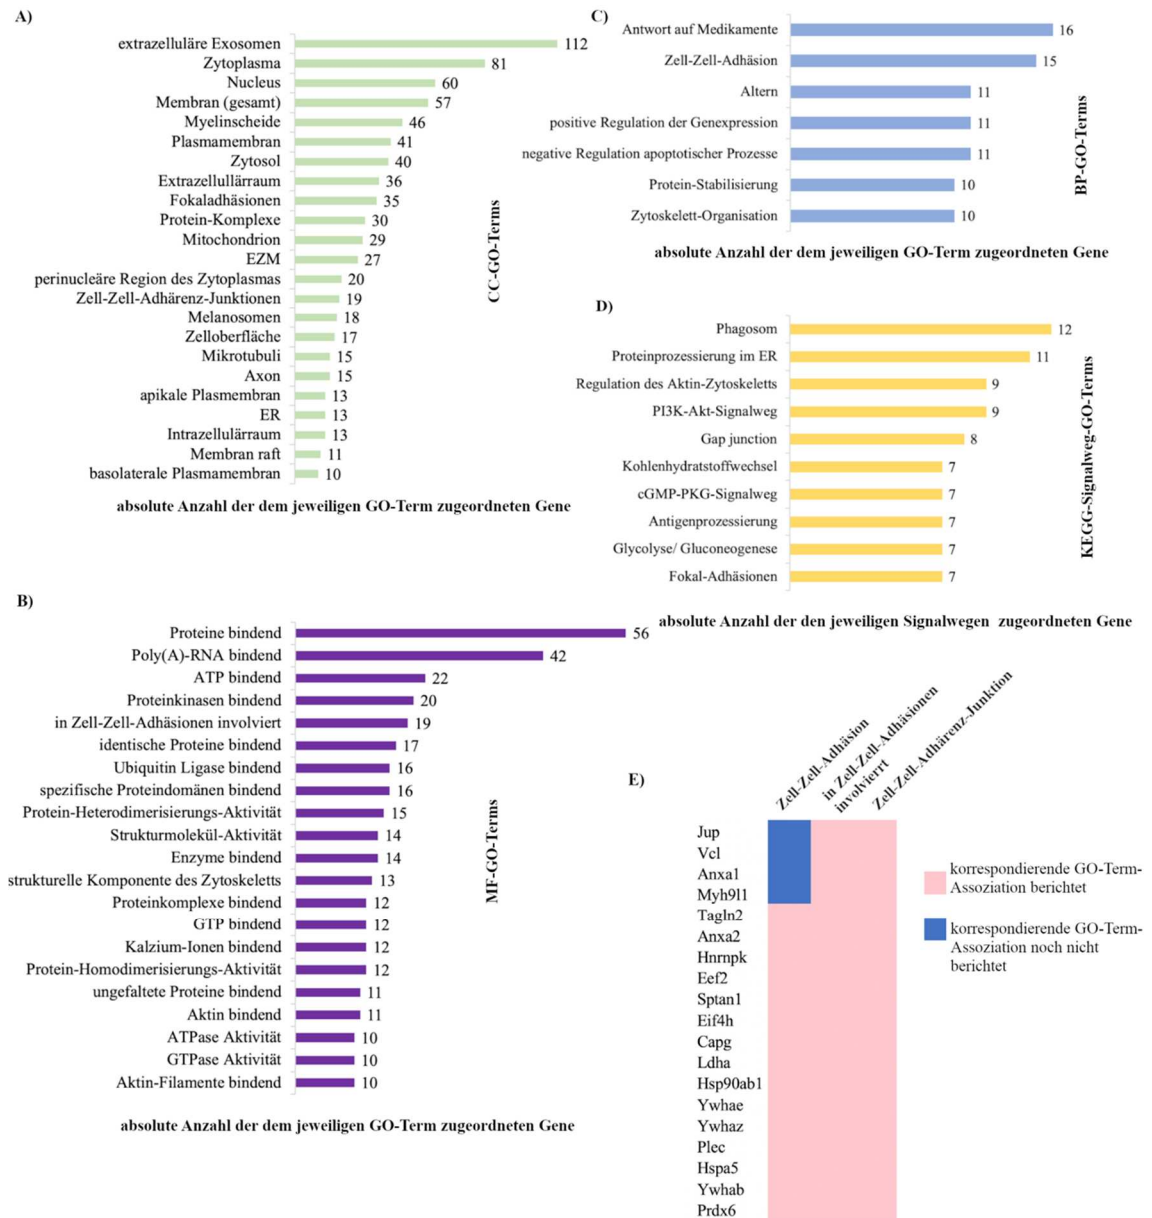 A)
extrazelluläre Exosomen 112
Zytoplasma 81
Nucleus 60
Membran (gesamt) 57
Myelinscheide 46
Plasmamembran 41
Zytosol 40
Extrazellullärraum 36
Fokaladhäsionen 35
Protein-Komplexe 30
Mitochondrion 29
EZM 27
perinucleäre Region des Zytoplasmas 20
Zell-Zell-Adhärenz-Junktionen 19
Melanosomen 18
Zelloberfläche 17
Mikrotubuli 15
Axon 15
apikale Plasmembran 13
ER 13
Intrazellulärraum 13
Membran raft 11
basolaterale Plasmamembran 10
CC-GO-Terms
absolute Anzahl der dem jeweiligen GO-Term zugeordneten Gene
B)
Proteine bindend 56
Poly(A)-RNA bindend 42
ATP bindend 22
Proteinkinasen bindend 20
in Zell-Zell-Adhäsionen involviert 19
identische Proteine bindend 17
Ubiquitin Ligase bindend 16
spezifische Proteindomänen bindend 16
Protein-Heterodimerisierungs-Aktivität 15
Strukturmolekül-Aktivität 14
Enzyme bindend 14
strukturelle Komponente des Zytoskeletts 13
Proteinkomplexe bindend 12
GTP bindend 12
Kalzium-Ionen bindend 12
Protein-Homodimerisierungs-Aktivität 12
ungefaltete Proteine bindend 11
Aktin bindend 11
ATPase Aktivität 10
GTPase Aktivität 10
Aktin-Filamente bindend 10
MF-GO-Terms
absolute Anzahl der dem jeweiligen GO-Term zugeordneten Gene
C)
Antwort auf Medikamente 16
Zell-Zell-Adhäsion 15
Altern 11
positive Regulation der Genexpression 11
negative Regulation apoptotischer Prozesse 11
Protein-Stabilisierung 10
Zytoskelett-Organisation 10
BP-GO-Terms
absolute Anzahl der dem jeweiligen GO-Term zugeordneten Gene
D)
Phagosom 12
Proteinprozessierung im ER 11
Regulation des Aktin-Zytoskeletts 9
PI3K-Akt-Signalweg 9
Gap junction 8
Kohlenhydratstoffwechsel 7
cGMP-PKG-Signalweg 7
Antigenprozessierung 7
Glycolyse/ Gluconeogenese 7
Fokal-Adhäsionen 7
KEGG-Signalweg-GO-Terms
absolute Anzahl der den jeweiligen Signalwegen zugeordneten Gene
E)
Zell-Zell-Adhäsion
in Zell-Zell-Adhäsionen
involvierrt
Zell-Zell-Adhärenz-Junktion
Jup
Vcl
Anxa1
Myh9l1
Tagln2
Anxa2
Hnrnpk
Eef2
Sptan1
Eif4h
Capg
Ldha
Hsp90ab1
Ywhae
Ywhaz
Plec
Hspa5
Ywhab
Prdx6
korrespondierende GO-Term-
Assoziation berichtet
korrespondierende GO-Term-
Assoziation noch nicht
berichtet